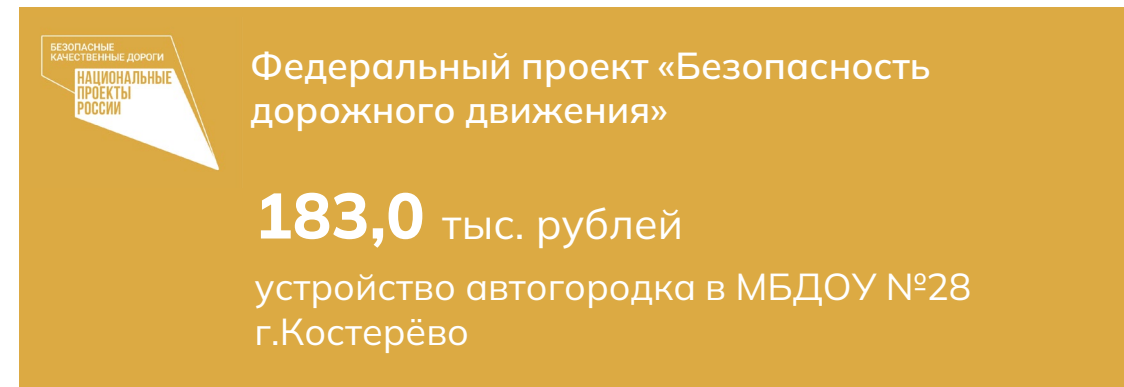 БЕЗОПАСНЫЕ
КАЧЕСТВЕННЫЕ ДОРОГИ
НАЦИОНАЛЬНЫЕ
ПРОЕКТЫ
РОССИИ
Федеральный проект «Безопасность
дорожного движения»
183,0 тыс. рублей
устройство автогородка в МБДОУ №28
г.Костерёво